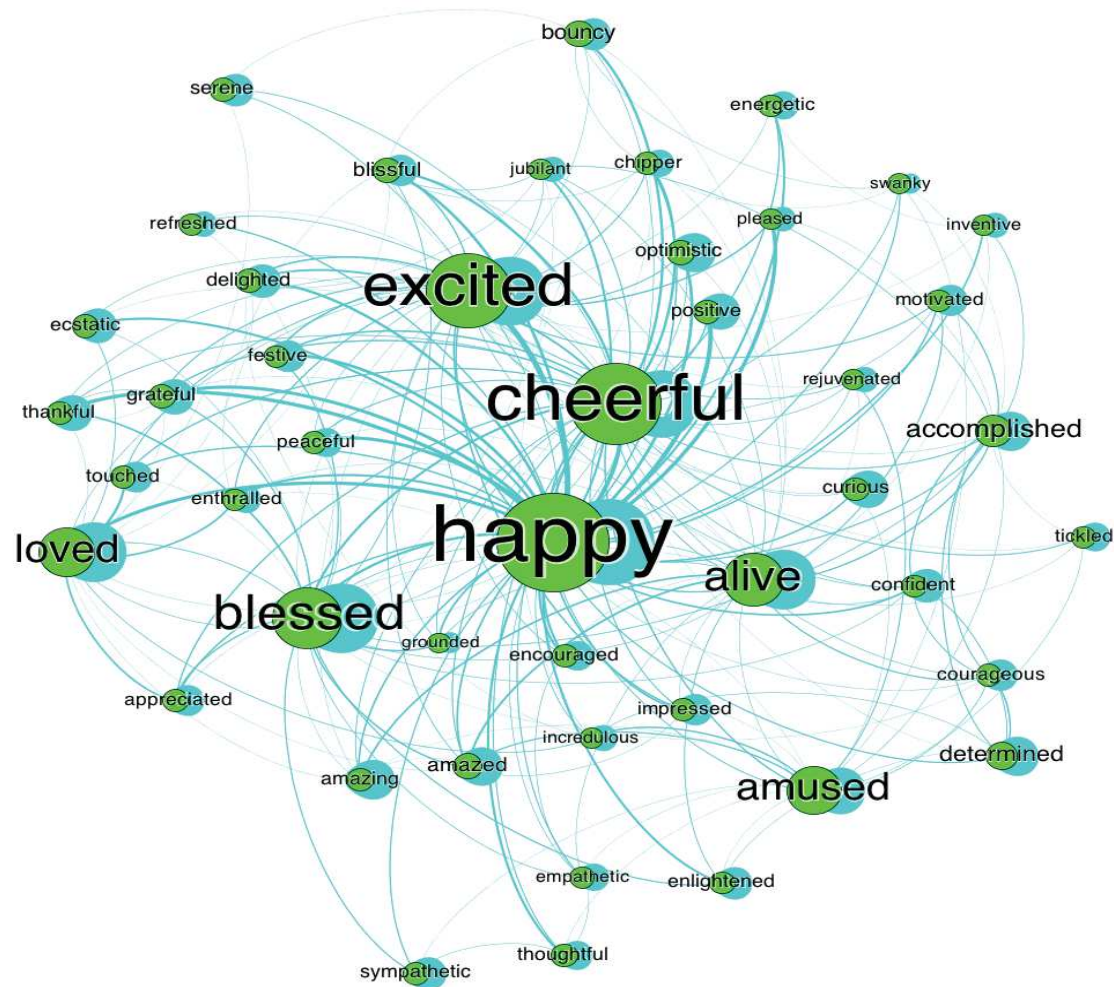 bouncy
serene
energetic
blissful
jubilant
chipper
swanky
refreshed
pleased
inventive
optimistic
delighted
excited
motivated
positive
ecstatic
festive
rejuvenated
grateful
cheerful
thankful
accomplished
peaceful
touched
curious
enthralled
happy
tickled
loved
alive
confident
blessed
grounded
encouraged
courageous
appreciated
impressed
incredulous
determined
amazed
amazing
amused
empathetic
enlightened
thoughtful
sympathetic